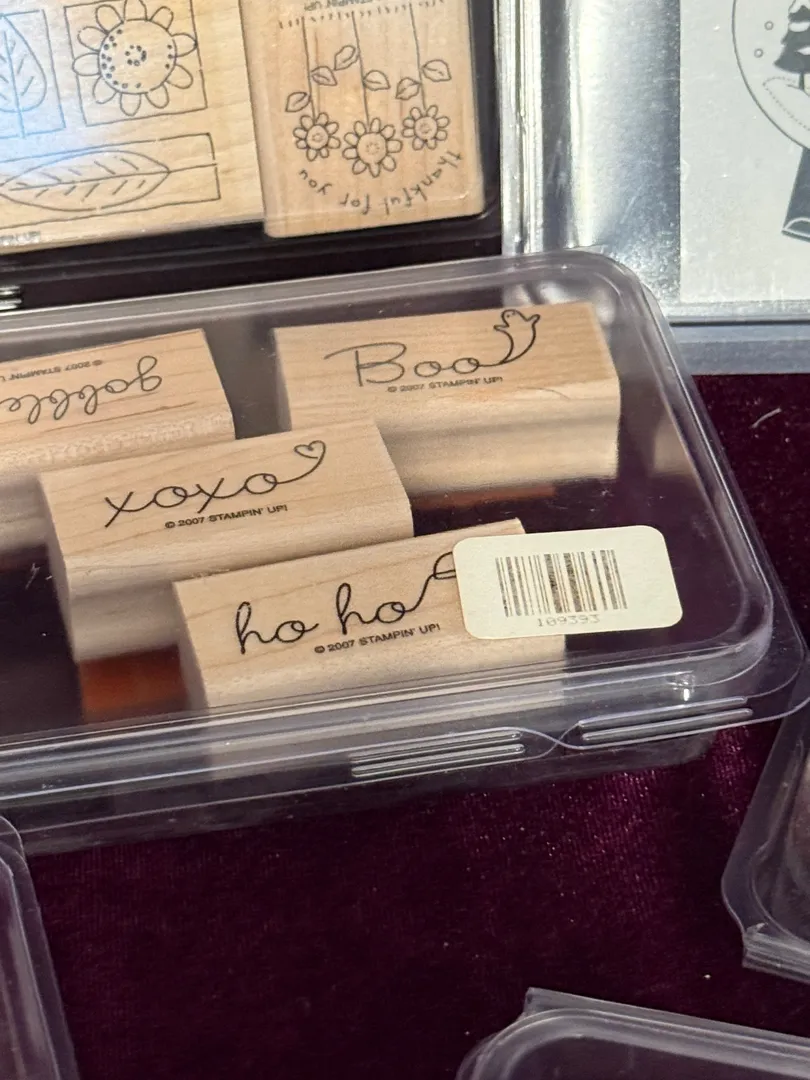 STAMPIN' UP!
thankful for you
Boo
© 2007 STAMPIN' UP!
gobble
© 2007 STAMPIN' U
xoxo
© 2007 STAMPIN' UP!
ho ho
© 2007 STAMPIN' UP!
109393